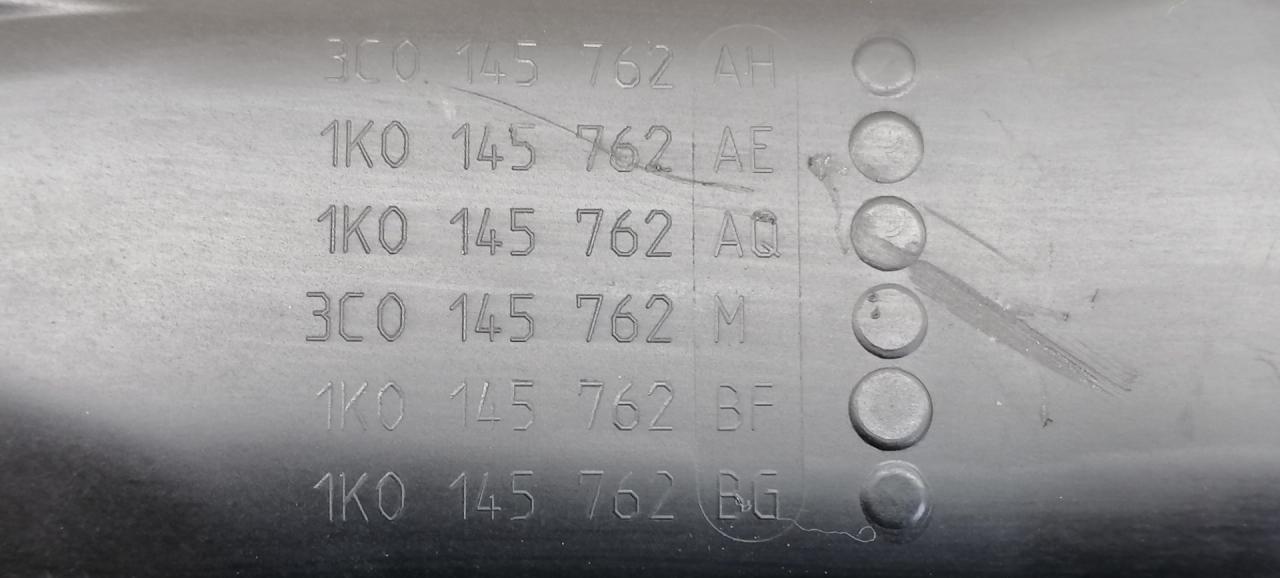 3C0 145 762 AH
1K0 145 762 AE
1K0 145 762 AQ
3C0 145 762 M
1K0 145 762 BF
1K0 145 762 BG